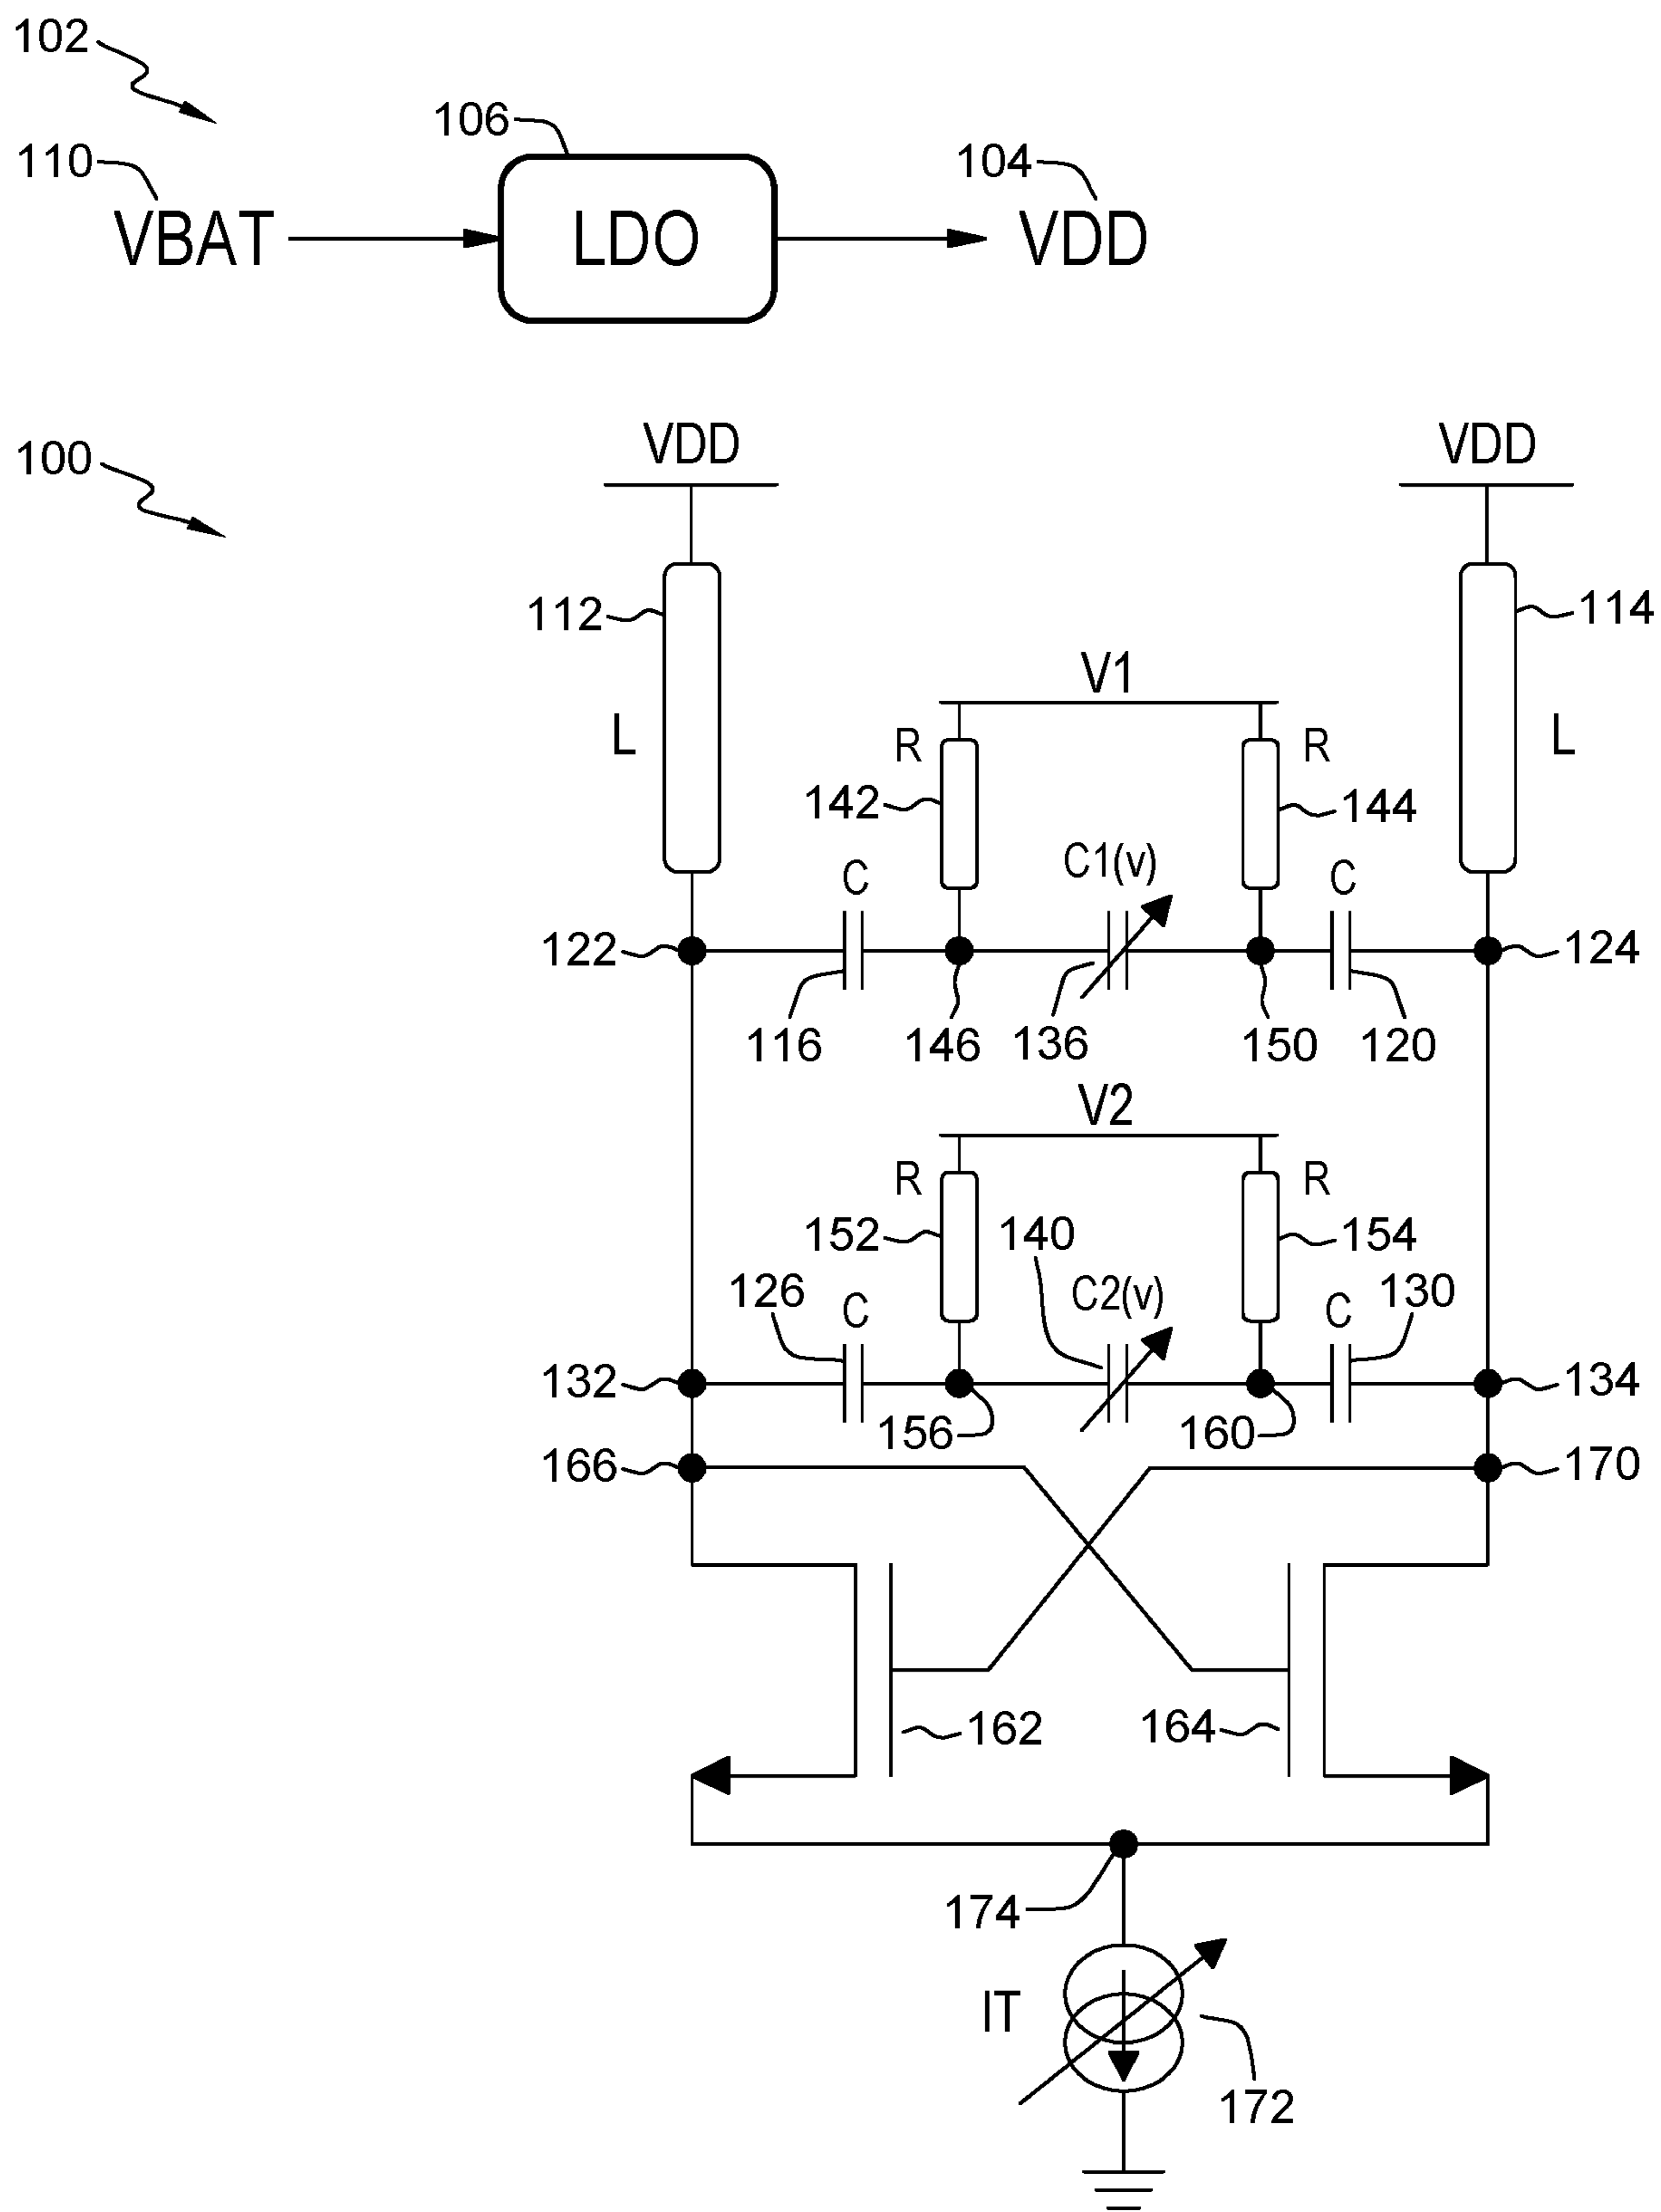 102
106
110
104
VBAT
LDO
VDD
100
VDD
VDD
112
114
V1
L
R
R
L
142
144
C
C1(v)
C
122
124
116
146
136
150
120
V2
R
R
152
140
154
126
C
C2(v)
C
130
132
134
156
160
166
170
162
164
174
IT
172